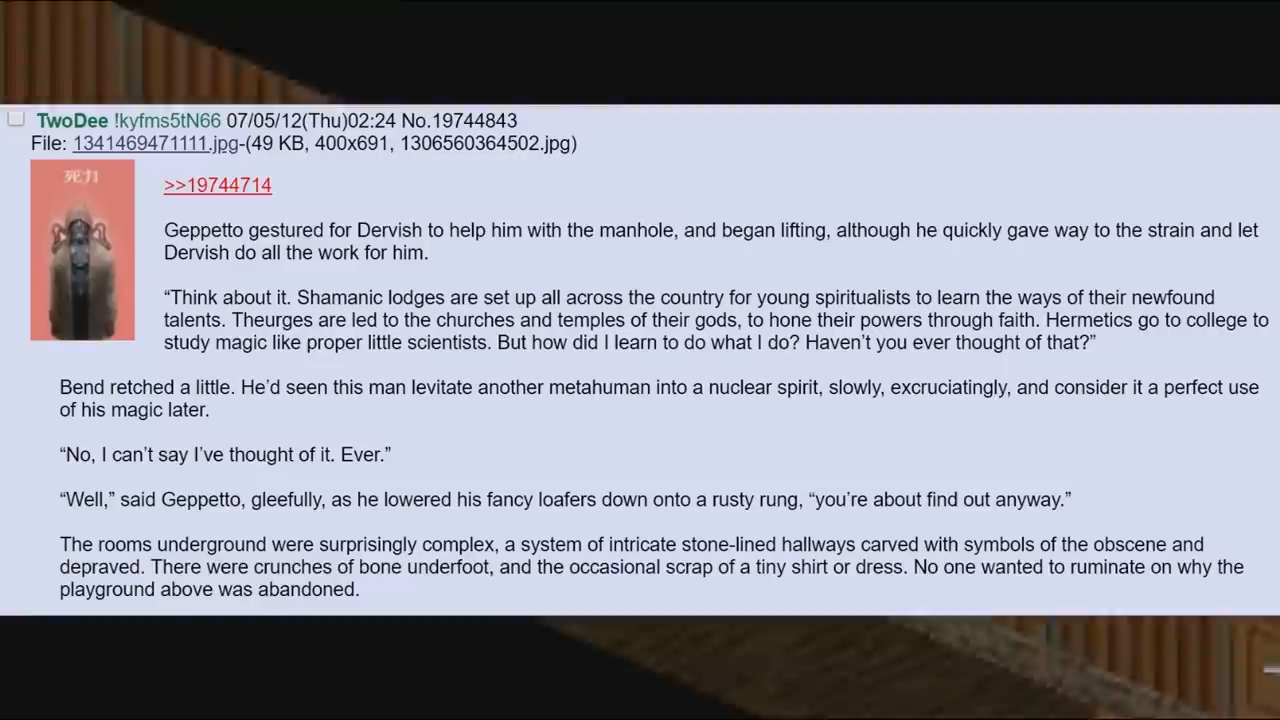 TwoDee !kyfms5tN66 07/05/12(Thu)02:24 No.19744843
File: 1341469471111.jpg-(49 KB, 400x691, 1306560364502.jpg)
死力
>>19744714
Geppetto gestured for Dervish to help him with the manhole, and began lifting, although he quickly gave way to the strain and let
Dervish do all the work for him.
“Think about it. Shamanic lodges are set up all across the country for young spiritualists to learn the ways of their newfound
talents. Theurges are led to the churches and temples of their gods, to hone their powers through faith. Hermetics go to college to
study magic like proper little scientists. But how did I learn to do what I do? Haven’t you ever thought of that?”
Bend retched a little. He’d seen this man levitate another metahuman into a nuclear spirit, slowly, excruciatingly, and consider it a perfect use
of his magic later.
“No, I can’t say I’ve thought of it. Ever.”
“Well,” said Geppetto, gleefully, as he lowered his fancy loafers down onto a rusty rung, “you’re about find out anyway.”
The rooms underground were surprisingly complex, a system of intricate stone-lined hallways carved with symbols of the obscene and
depraved. There were crunches of bone underfoot, and the occasional scrap of a tiny shirt or dress. No one wanted to ruminate on why the
playground above was abandoned.